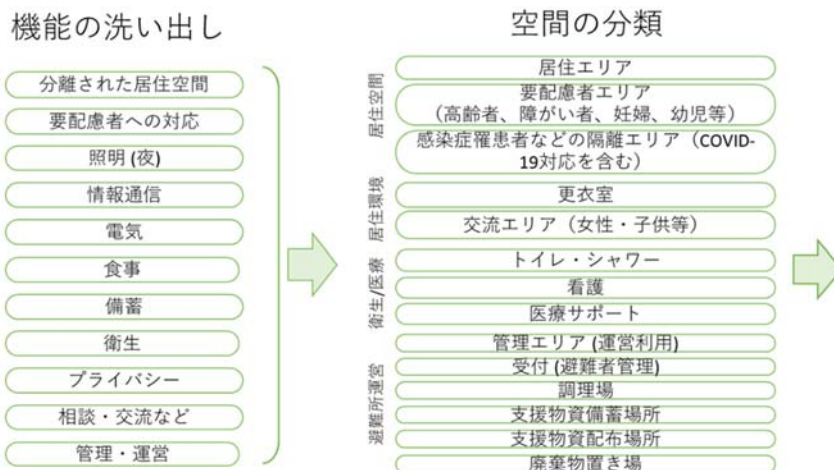 機能の洗い出し
分離された居住空間
要配慮者への対応
照明 (夜)
情報通信
電気
食事
備蓄
衛生
プライバシー
相談・交流など
管理・運営
空間の分類
居住空間
居住エリア
要配慮者エリア
（高齢者、障がい者、妊婦、幼児等）
感染症罹患者などの隔離エリア（COVID-
19対応を含む）
居住環境
更衣室
交流エリア（女性・子供等）
衛生/医療
トイレ・シャワー
看護
医療サポート
避難所運営
管理エリア (運営利用)
受付 (避難者管理)
調理場
支援物資備蓄場所
支援物資配布場所
廃棄物置き場